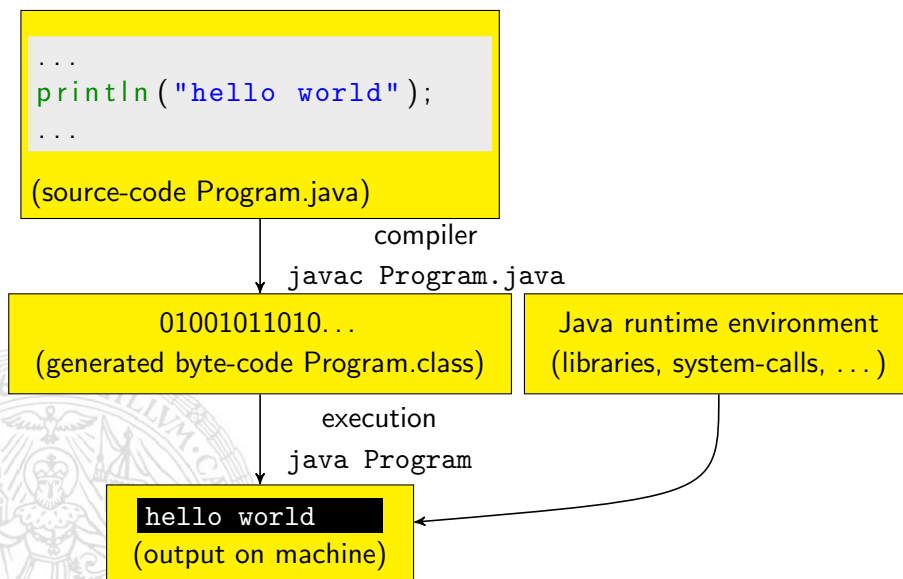 ...
println("hello world");
...
(source-code Program.java)
compiler
javac Program.java
01001011010...
(generated byte-code Program.class)
Java runtime environment
(libraries, system-calls, ...)
execution
java Program
hello world
(output on machine)